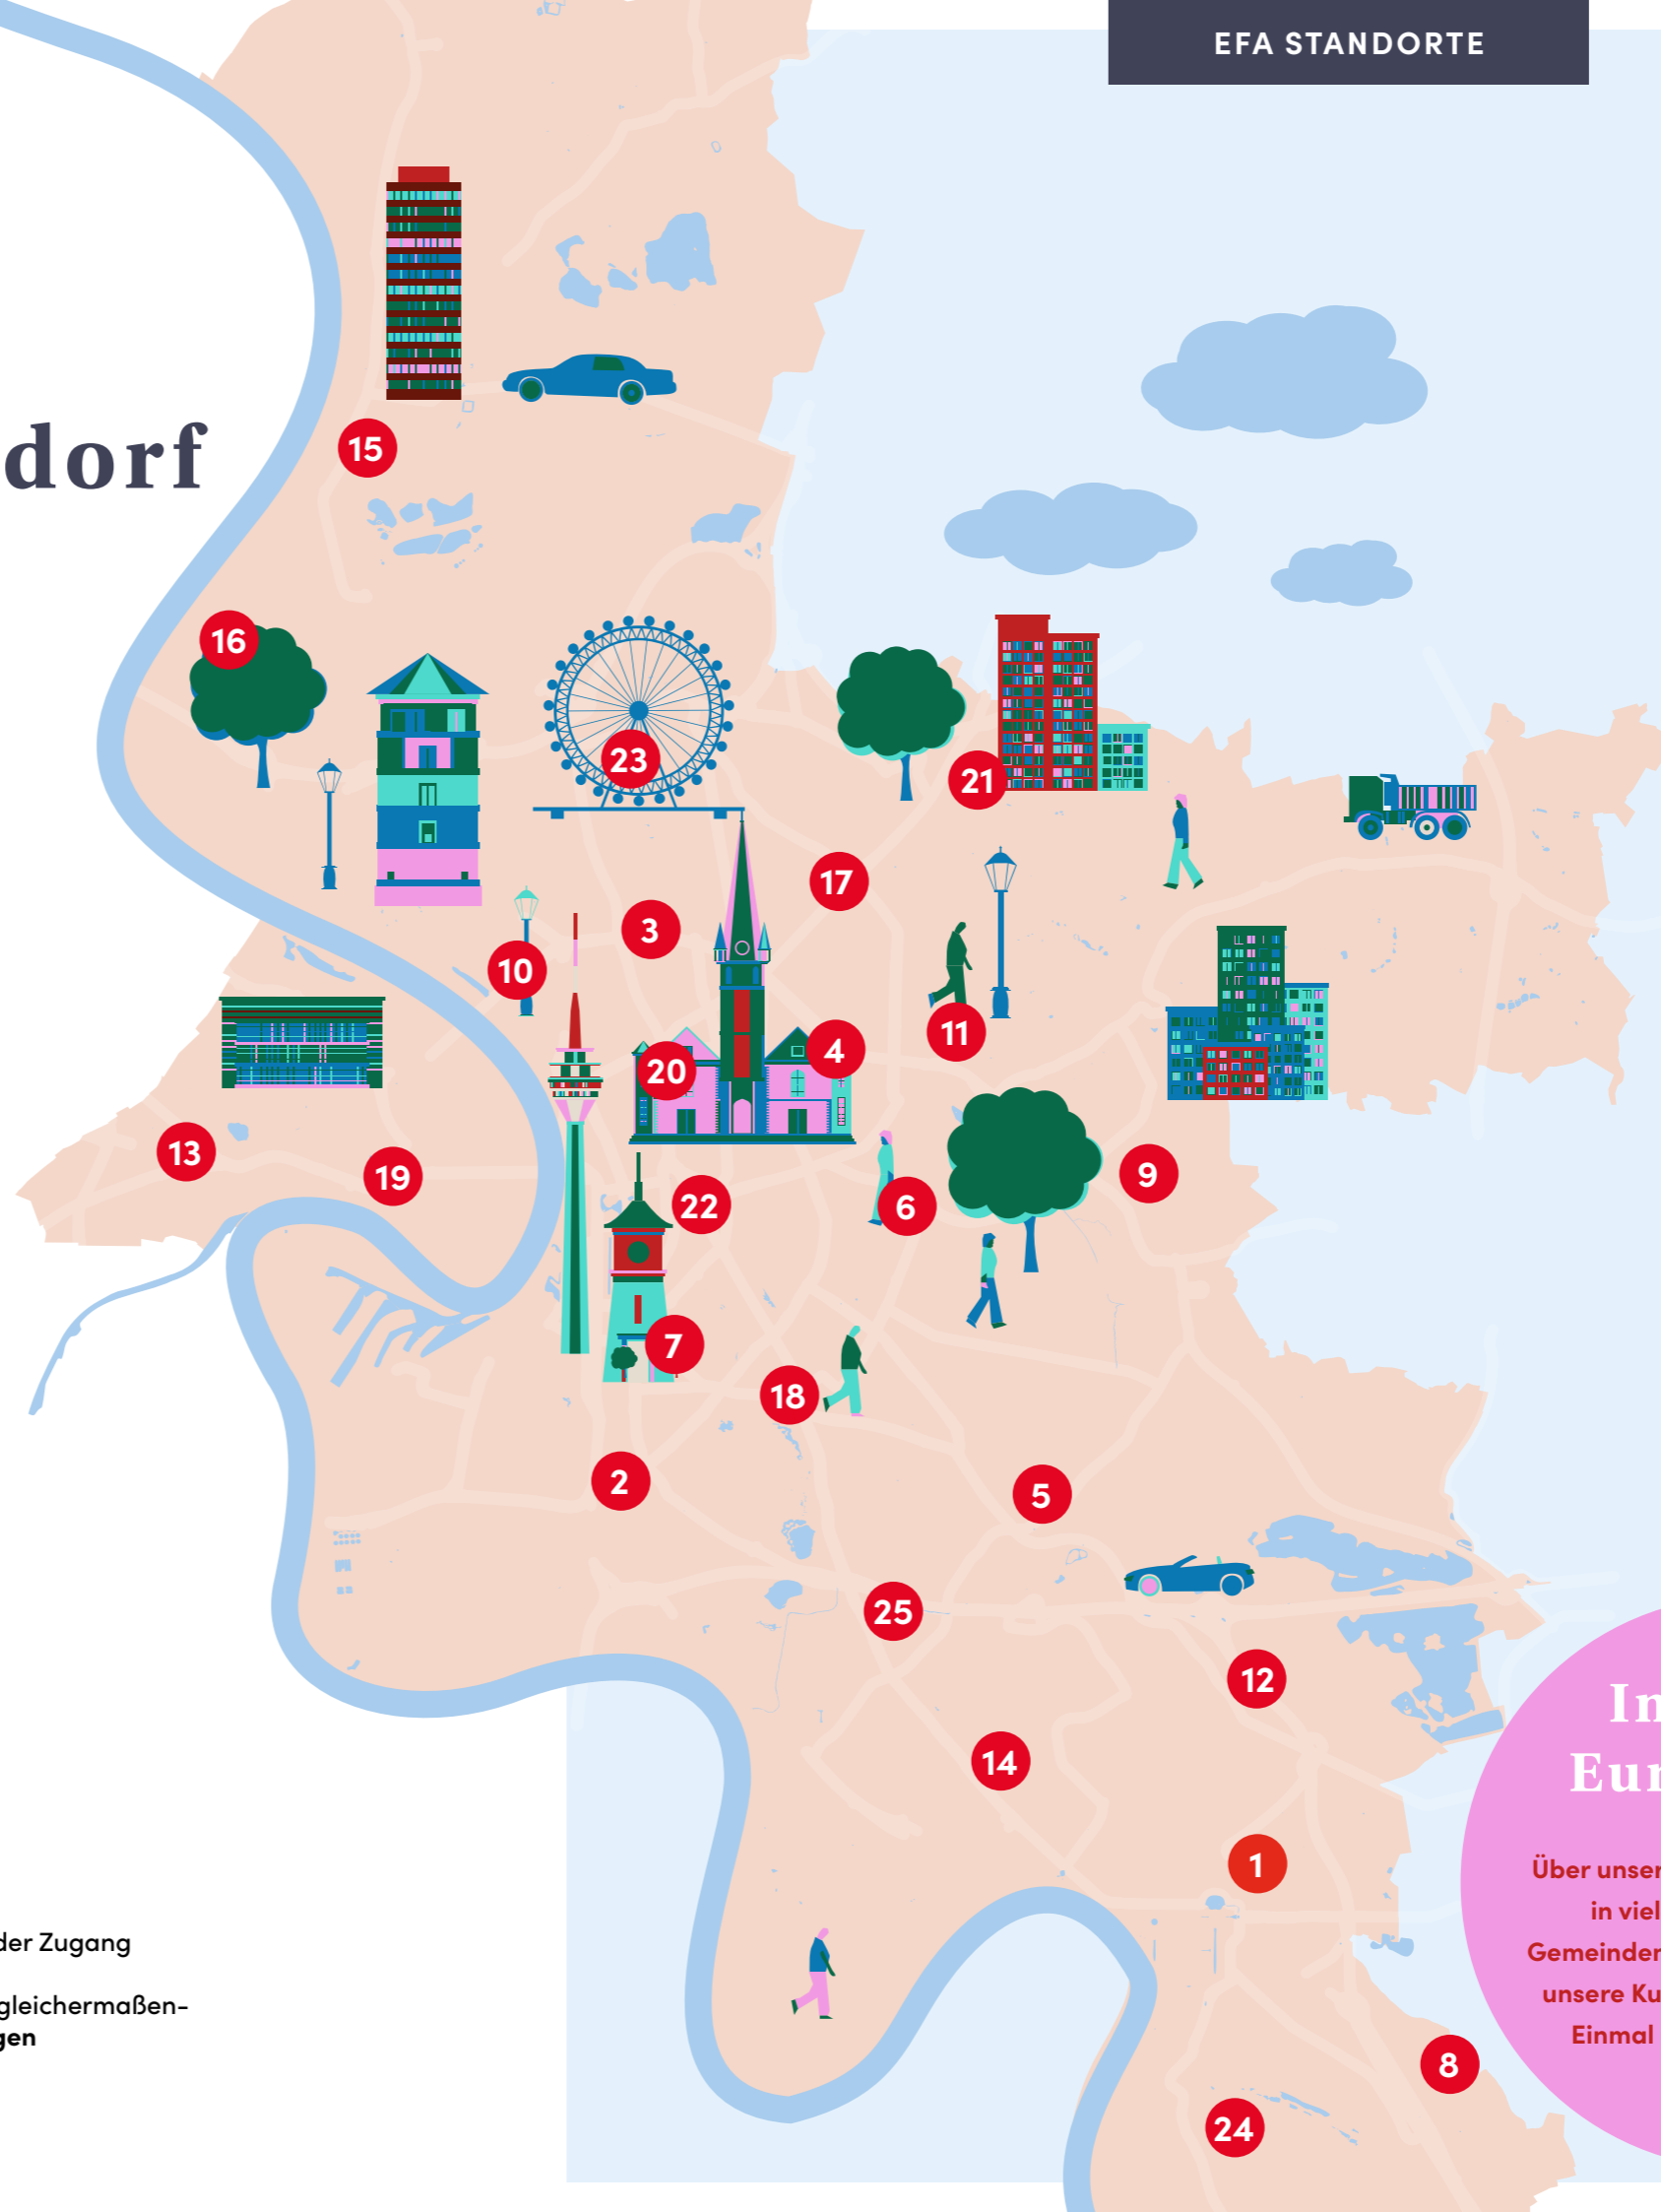 EFA STANDORTE
dorf
15
16
23
21
17
3
10
11
4
20
13
19
9
22
6
7
18
2
5
25
12
14
1
8
24
In
Eur
Über unser
in viel
Gemeinder
unsere Ku
Einmal
der Zugang
gleichermaßen-
gen